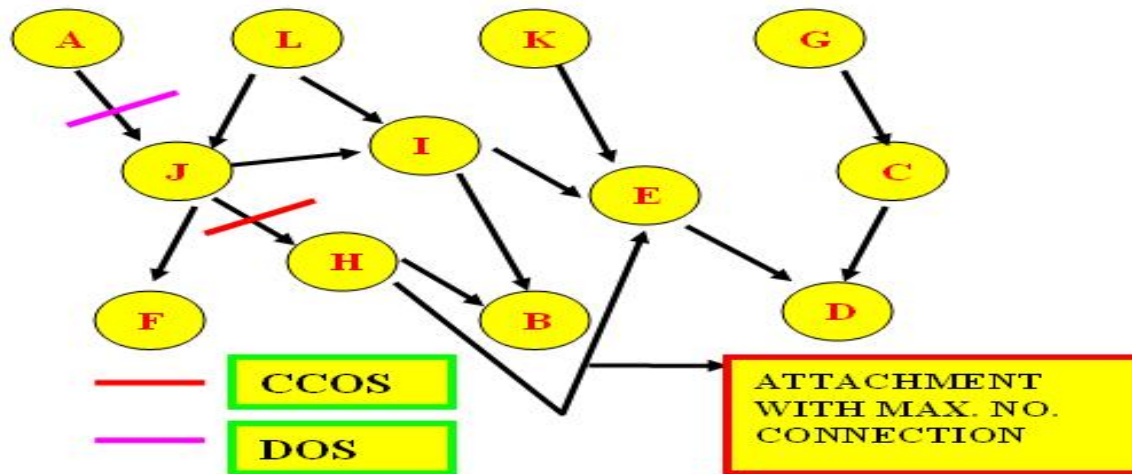 A
L
K
G
J
I
E
C
H
F
B
D
CCOS
DOS
ATTACHMENT
WITH MAX. NO.
CONNECTION